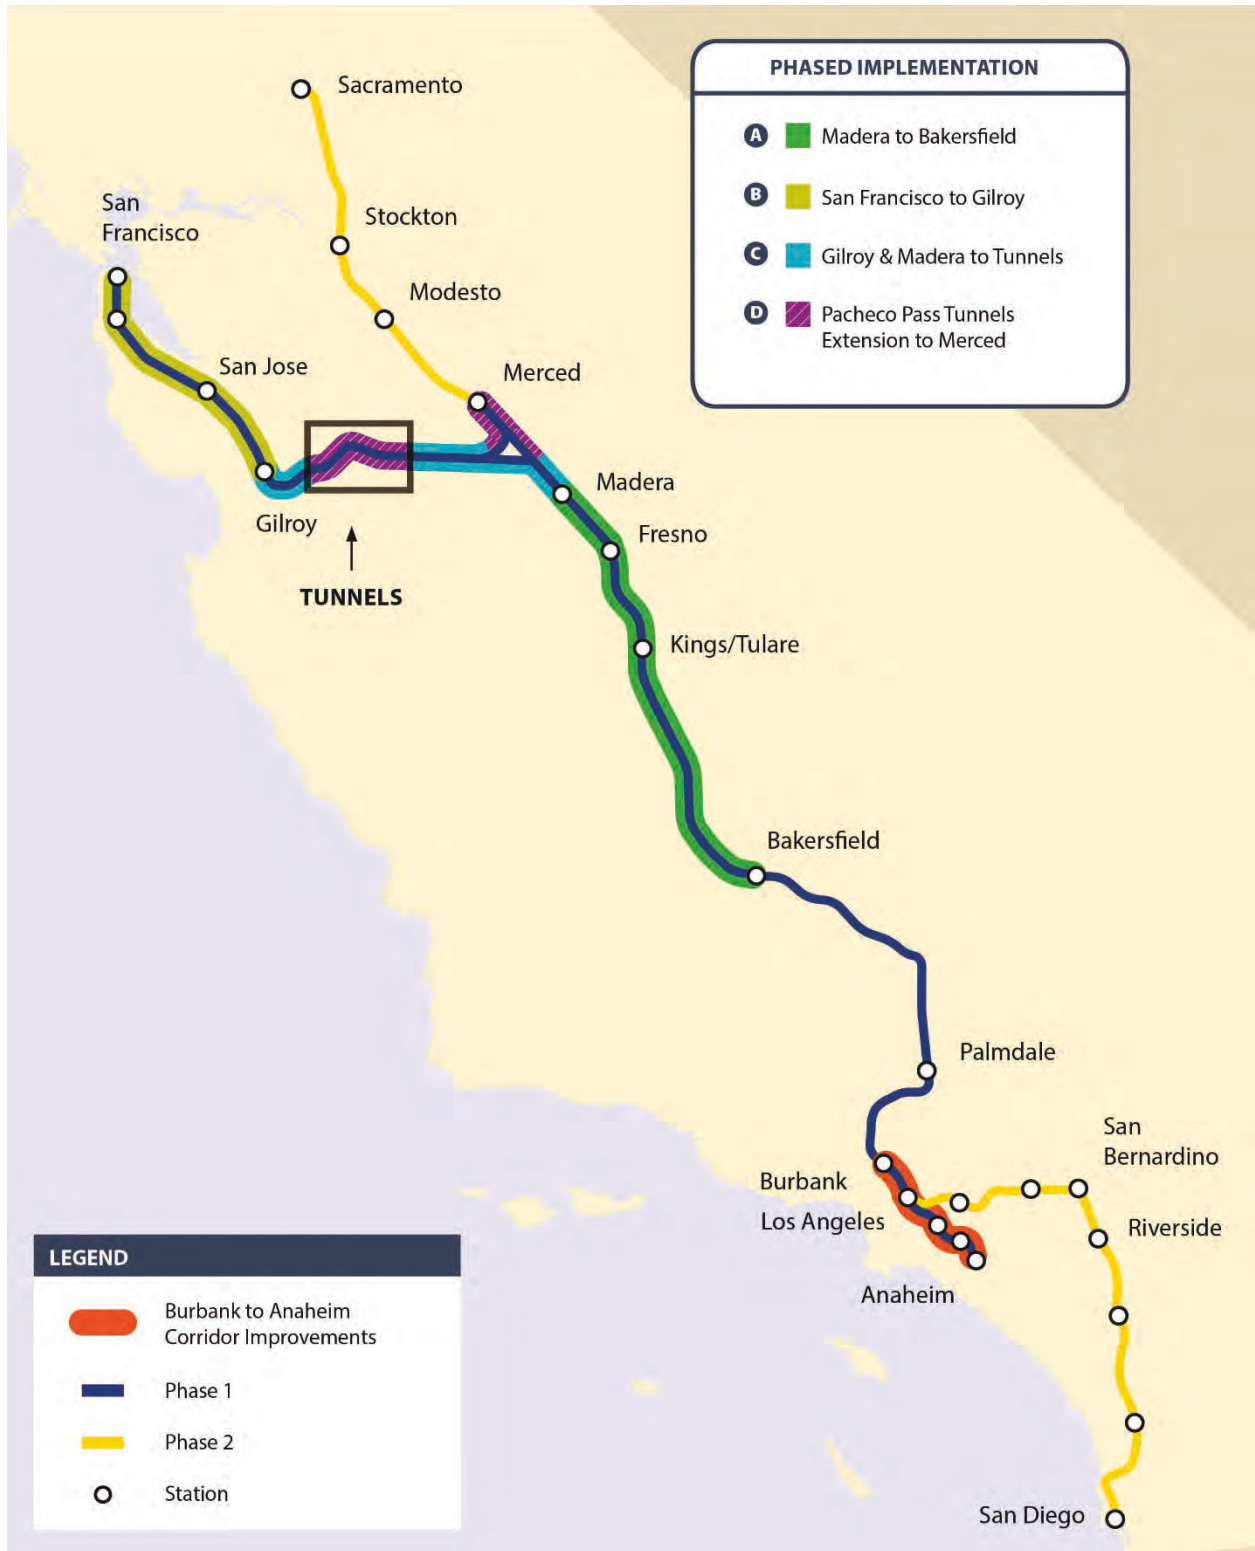 PHASED IMPLEMENTATION
A Madera to Bakersfield
B San Francisco to Gilroy
C Gilroy & Madera to Tunnels
D Pacheco Pass Tunnels
Extension to Merced
Sacramento
San
Francisco
Stockton
Modesto
San Jose
Merced
Gilroy
Madera
Fresno
TUNNELS
Kings/Tulare
Bakersfield
Palmdale
San
Bernardino
Burbank
Los Angeles
Riverside
Anaheim
San Diego
LEGEND
Burbank to Anaheim
Corridor Improvements
Phase 1
Phase 2
Station